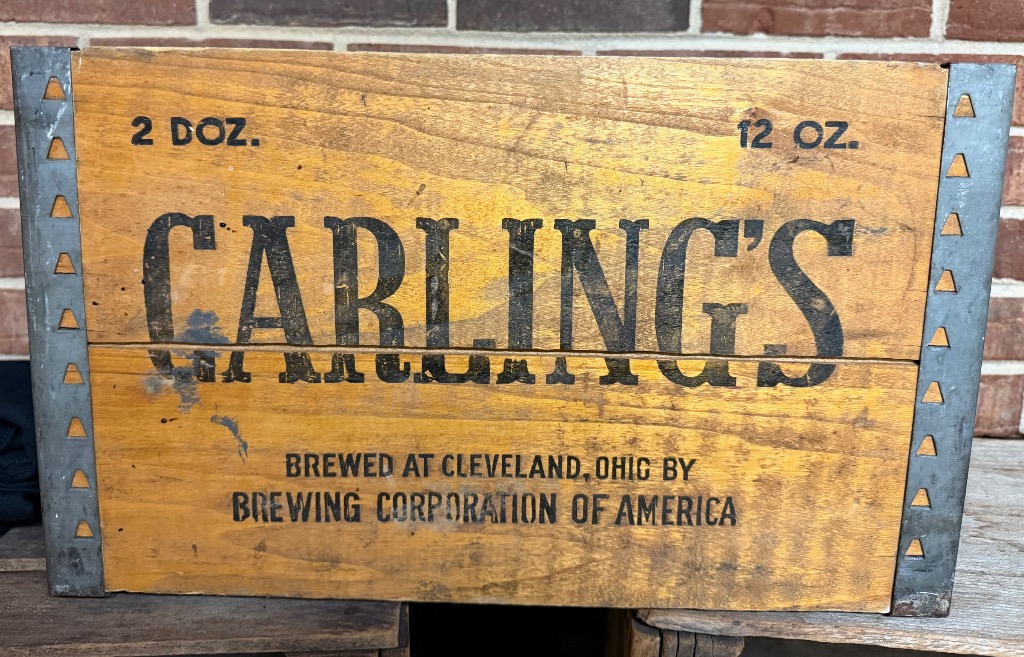 2 DOZ. 12 OZ.
CARLING'S
BREWED AT CLEVELAND, OHIO BY
BREWING CORPORATION OF AMERICA